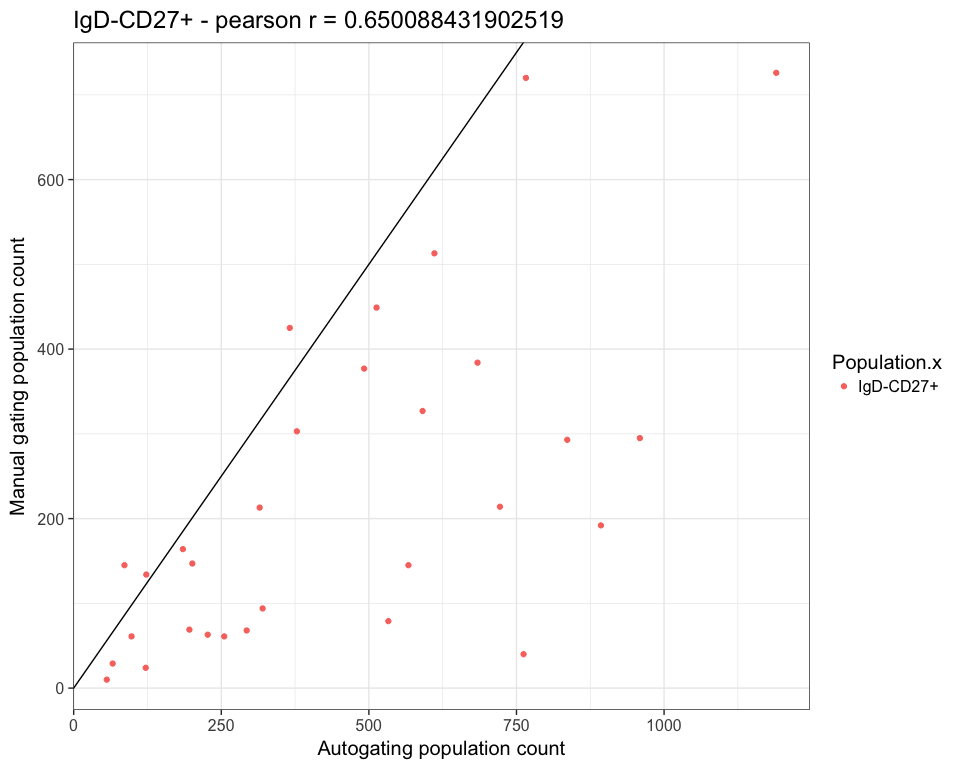 IgD-CD27+ - pearson r = 0.650088431902519
Manual gating population count
600
400
200
0
0 250 500 750 1000
Autogating population count
Population.x
IgD-CD27+